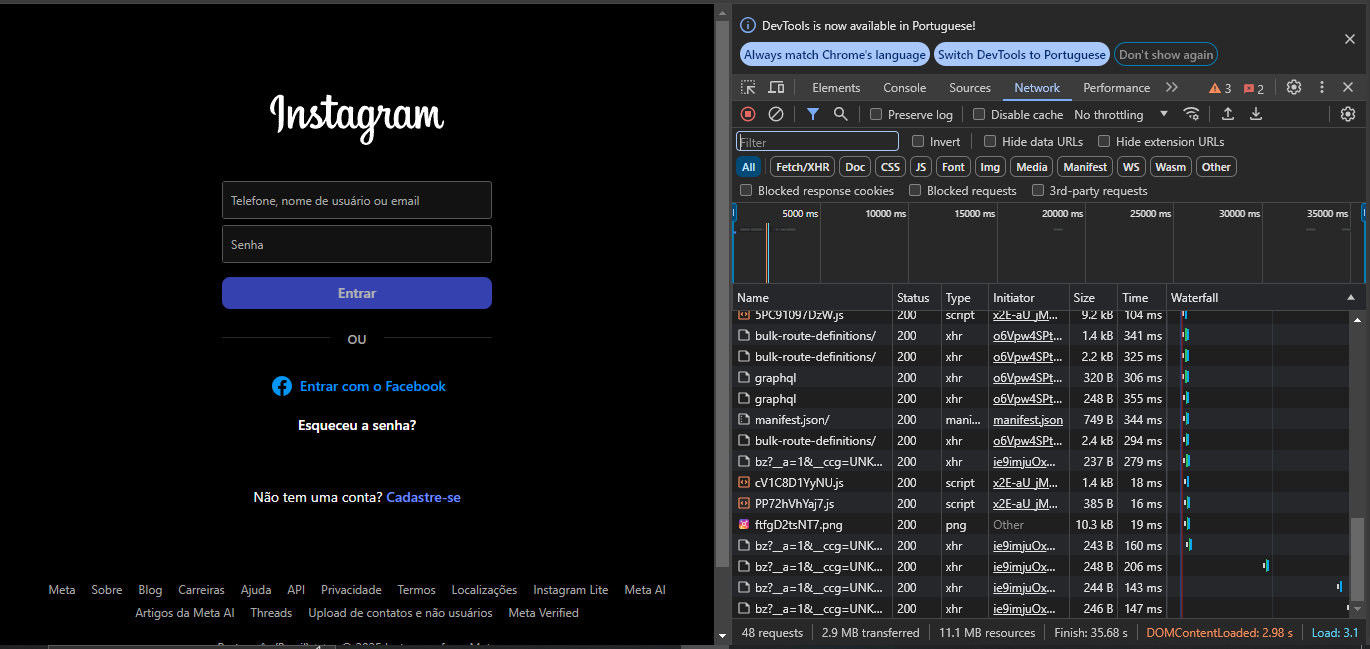 Instagram
Telefone, nome de usuário ou email
Senha
Entrar
OU
Entrar com o Facebook
Esqueceu a senha?
Não tem uma conta? Cadastre-se
Meta Sobre Blog Carreiras Ajuda API Privacidade Termos Localizações Instagram Lite Meta AI
Artigos da Meta AI Threads Upload de contatos e não usuários Meta Verified
DevTools is now available in Portuguese!
Always match Chrome's language Switch DevTools to Portuguese Don't show again
Elements Console Sources Network Performance 3 2
Preserve log Disable cache No throttling
Filter Invert Hide data URLs Hide extension URLs
All Fetch/XHR Doc CSS JS Font Img Media Manifest WS Wasm Other
Blocked response cookies Blocked requests 3rd-party requests
5000 ms 10000 ms 15000 ms 20000 ms 25000 ms 30000 ms 35000 ms
Name Status Type Initiator Size Time Waterfall
5PC91097DzW.js 200 script x2E-aU_jM... 9.2 kB 104 ms
bulk-route-definitions/ 200 xhr o6Vpw4SPt... 1.4 kB 341 ms
bulk-route-definitions/ 200 xhr o6Vpw4SPt... 2.2 kB 325 ms
graphql 200 xhr o6Vpw4SPt... 320 B 306 ms
graphql 200 xhr o6Vpw4SPt... 248 B 355 ms
manifest.json/ 200 mani... manifest.json 749 B 344 ms
bulk-route-definitions/ 200 xhr o6Vpw4SPt... 2.4 kB 294 ms
bz?__a=1&__ccg=UNK... 200 xhr ie9imjuOx... 237 B 279 ms
cV1C8D1YyNU.js 200 script x2E-aU_jM... 1.4 kB 18 ms
PP72hVhYaj7.js 200 script x2E-aU_jM... 385 B 16 ms
ftfgD2tsNT7.png 200 png Other 10.3 kB 19 ms
bz?__a=1&__ccg=UNK... 200 xhr ie9imjuOx... 243 B 160 ms
bz?__a=1&__ccg=UNK... 200 xhr ie9imjuOx... 248 B 206 ms
bz?__a=1&__ccg=UNK... 200 xhr ie9imjuOx... 244 B 143 ms
bz?__a=1&__ccg=UNK... 200 xhr ie9imjuOx... 246 B 147 ms
48 requests 2.9 MB transferred 11.1 MB resources Finish: 35.68 s DOMContentLoaded: 2.98 s Load: 3.1